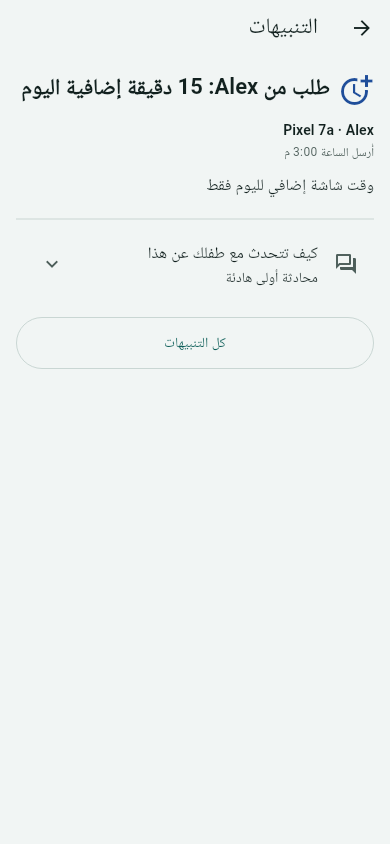 التنبيهات
طلب من Alex: 15 دقيقة إضافية اليوم
Pixel 7a · Alex
أرسل الساعة 3:00 م
وقت شاشة إضافي لليوم فقط
كيف تتحدث مع طفلك عن هذا
محادثة أولى هادئة
كل التنبيهات